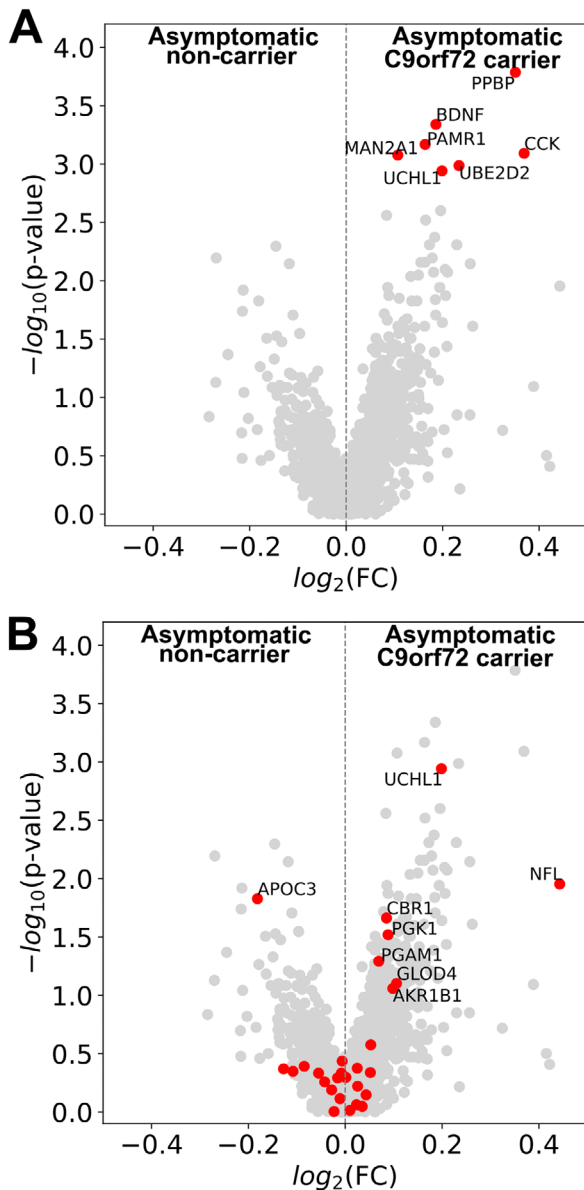 A
Asymptomatic non-carrier
Asymptomatic C9orf72 carrier
4.0
3.5
3.0
2.5
2.0
1.5
1.0
0.5
0.0
−log10(p-value)
PPBP
BDNF
PAMR1
MAN2A1
CCK
UCHL1
UBE2D2
−0.4
−0.2
0.0
0.2
0.4
log2(FC)
B
Asymptomatic non-carrier
Asymptomatic C9orf72 carrier
4.0
3.5
3.0
2.5
2.0
1.5
1.0
0.5
0.0
−log10(p-value)
UCHL1
NFL
APOC3
CBR1
PGK1
PGAM1
GLOD4
AKR1B1
−0.4
−0.2
0.0
0.2
0.4
log2(FC)